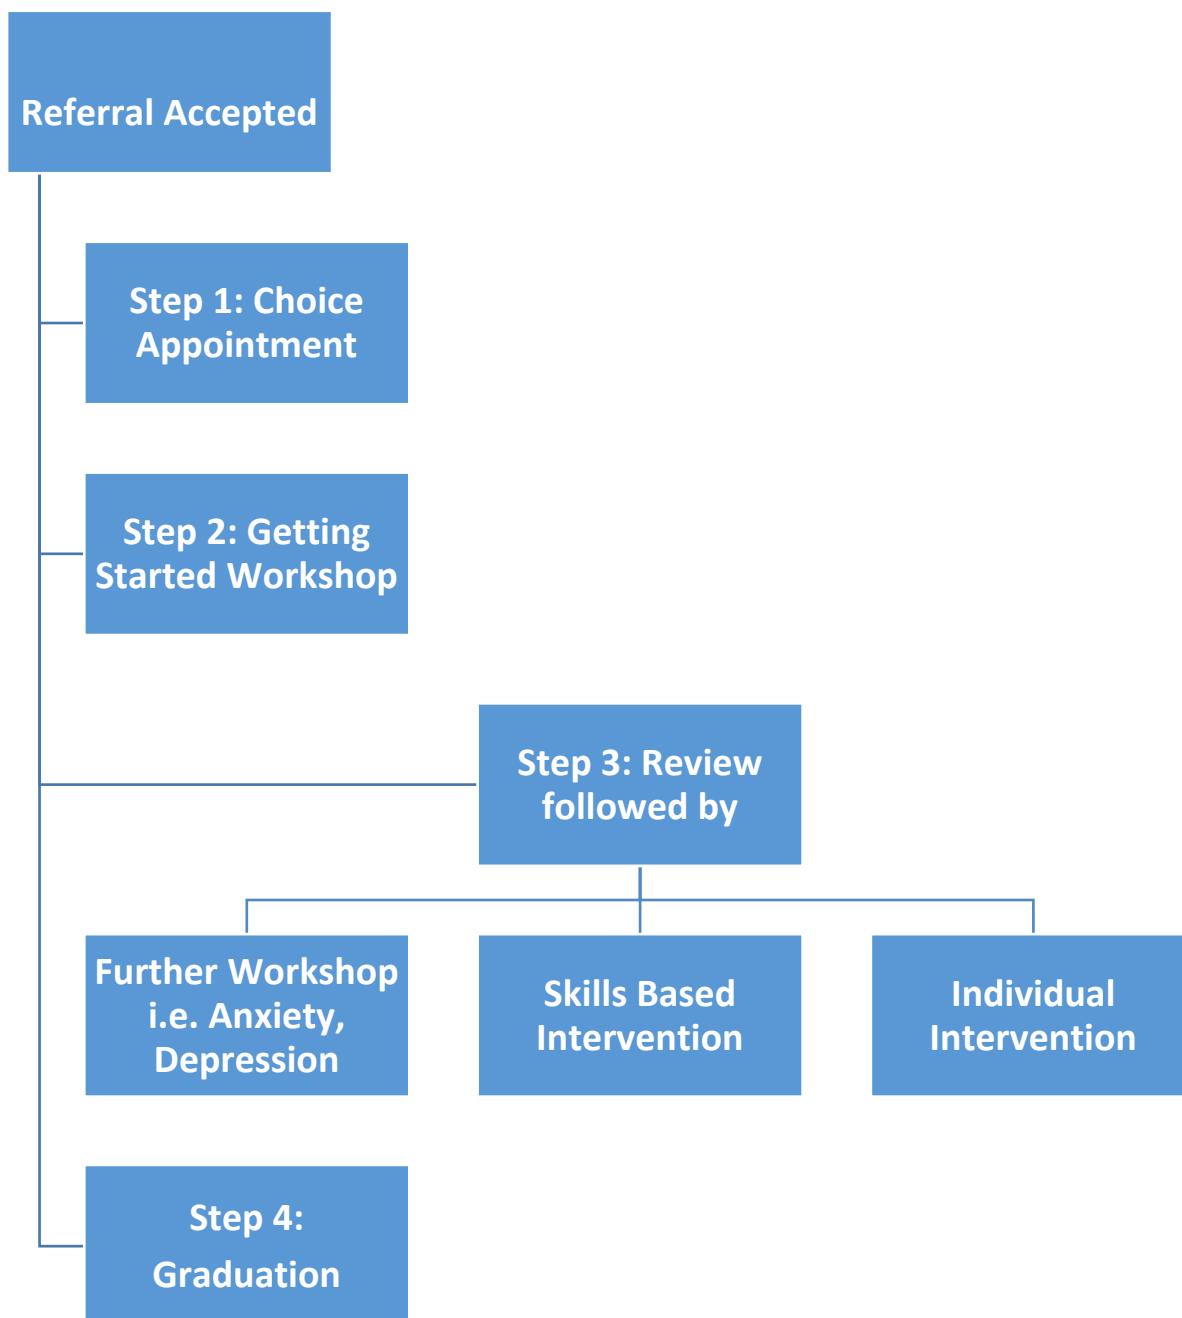 Referral Accepted
Step 1: Choice
Appointment
Step 2: Getting
Started Workshop
Step 3: Review
followed by
Further Workshop
i.e. Anxiety,
Depression
Skills Based
Intervention
Individual
Intervention
Step 4:
Graduation